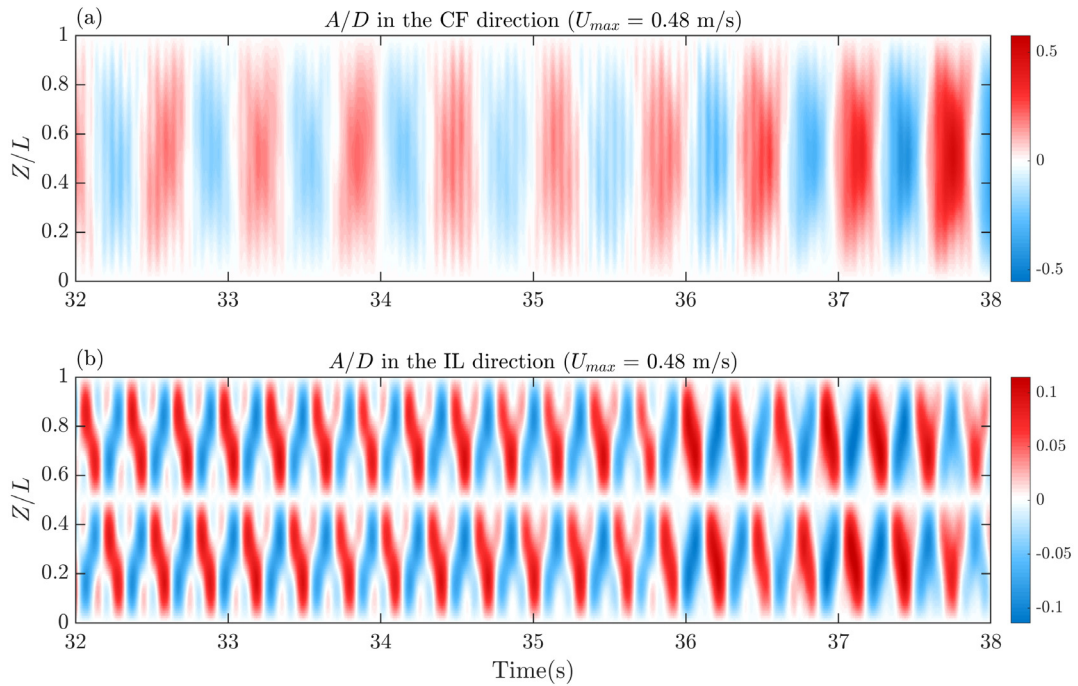 (a) A/D in the CF direction (U_max = 0.48 m/s)
1
0.8
0.6
0.4
0.2
0
Z/L
32 33 34 35 36 37 38
0.5
0
-0.5
(b) A/D in the IL direction (U_max = 0.48 m/s)
1
0.8
0.6
0.4
0.2
0
Z/L
32 33 34 35 36 37 38
Time(s)
0.1
0.05
0
-0.05
-0.1